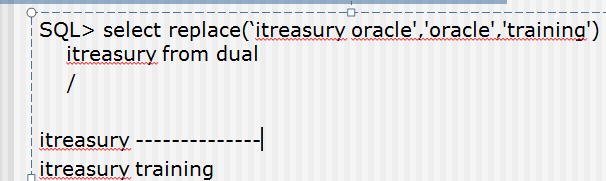 SQL> select replace(`itreasury oracle','oracle','training')
itreasury from dual
/
itreasury --------------
itreasury training